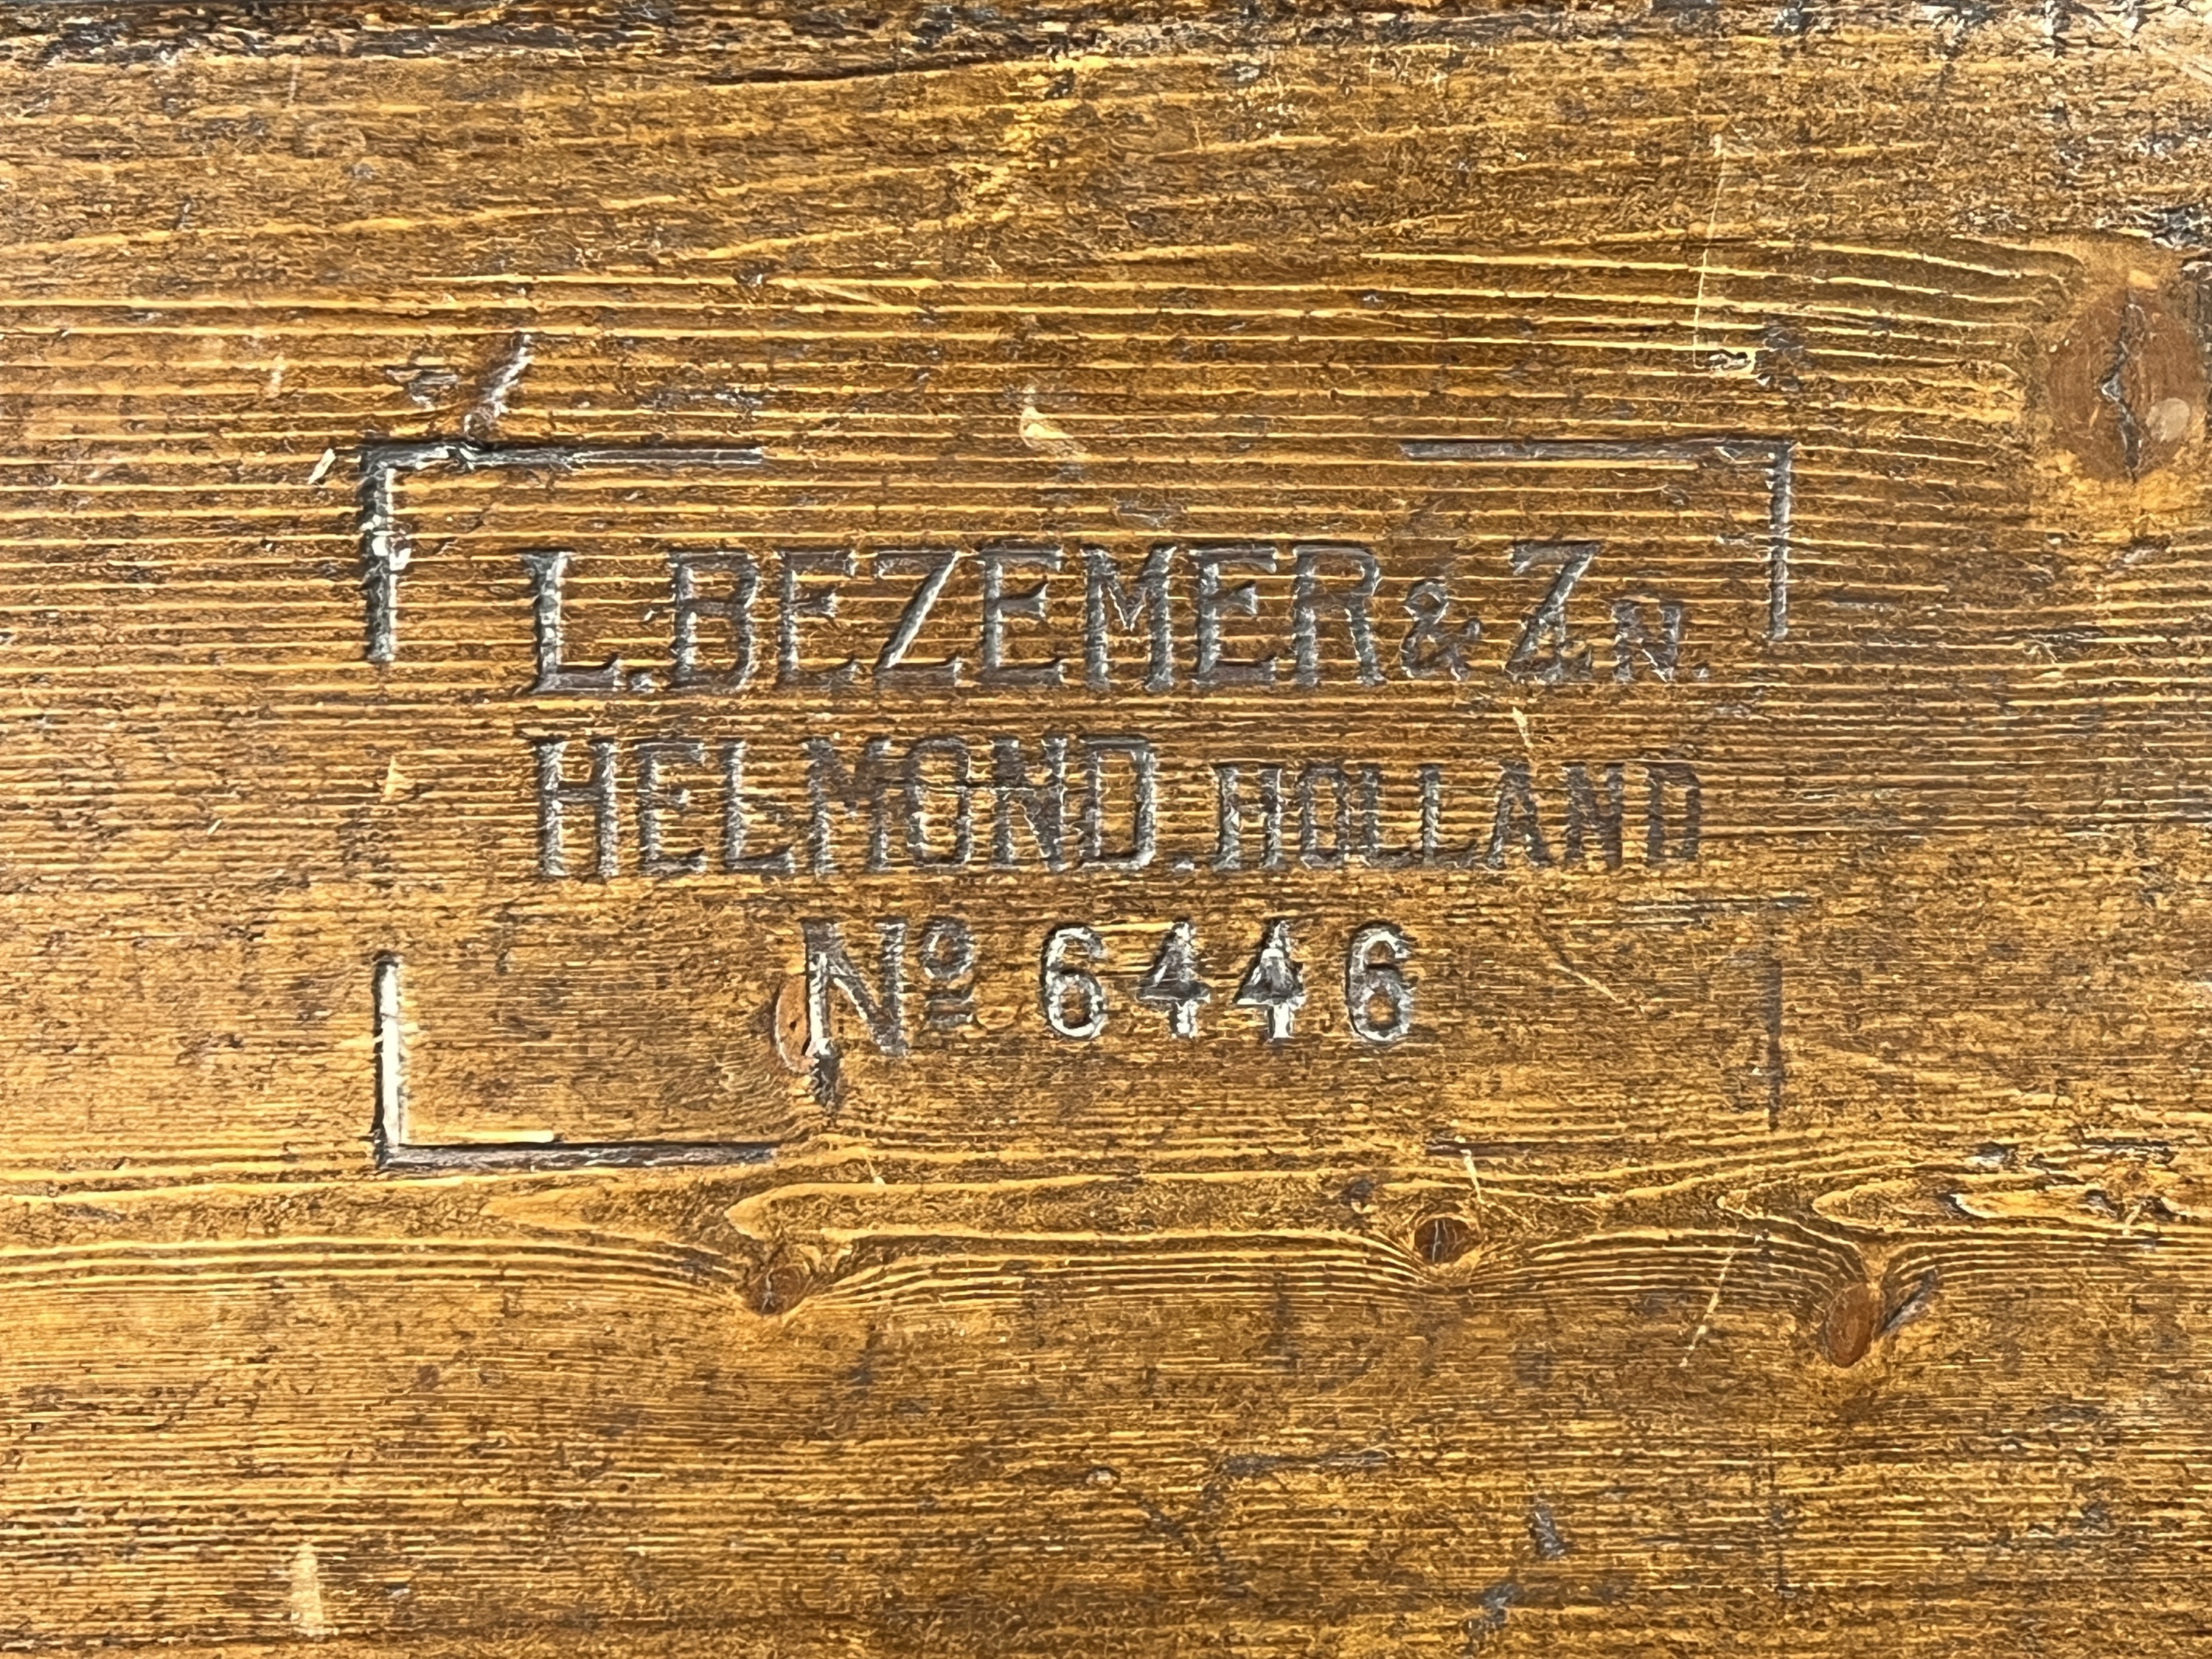 L. BEZEMER & ZN.
HELMOND. HOLLAND
Nº 6446